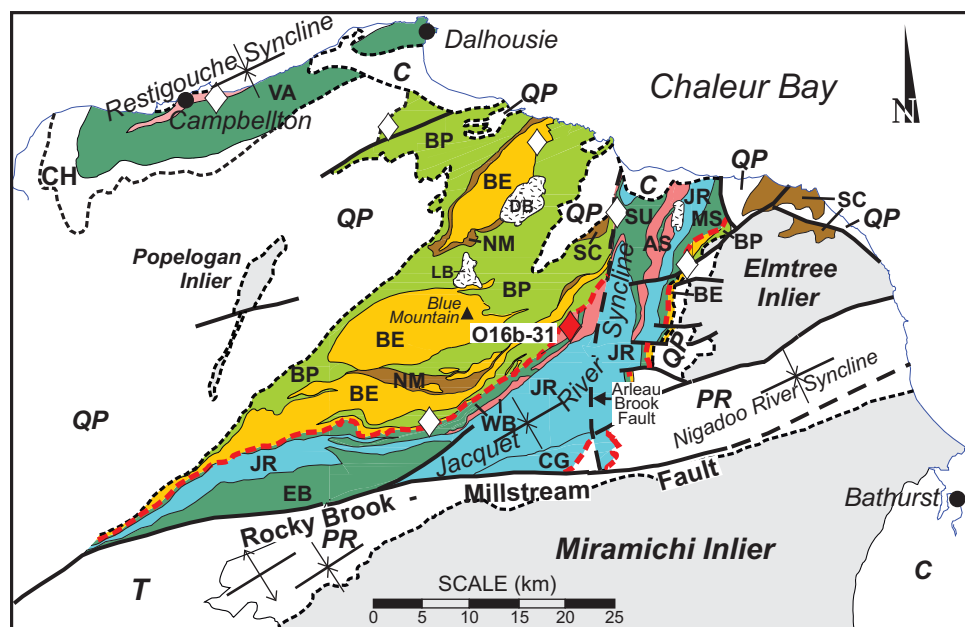 Dalhousie
Restigouche Syncline
C
Chaleur Bay
N
VA
Campbellton
QP
BP
CH
BE
QP
C
QP
JR
SC
DB
SU
MS
QP
QP
NM
SC
AS
BP
Popelogan
Inlier
LB
BP
Elmtree
Inlier
Blue
Mountain
BE
O16b-31
BE
Syncline
QP
JR
BP
NM
BE
JR
River
Arleau
Brook
Fault
PR
Nigadoo River Syncline
QP
WB
Jacquet
JR
CG
EB
Millstream
Fault
Bathurst
Rocky Brook -
PR
Miramichi Inlier
T
C
SCALE (km)
0 5 10 15 20 25